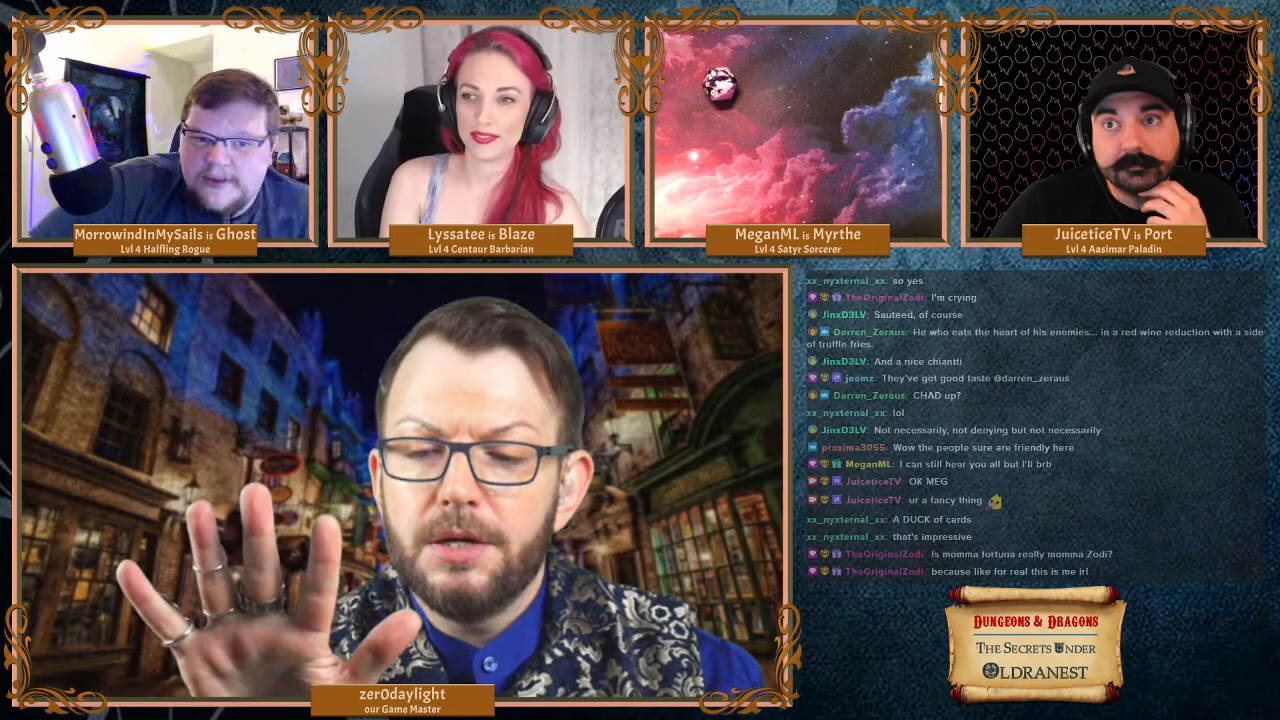 MorrowindInMySails is Ghost
Lvl 4 Halfling Rogue
Lyssatee is Blaze
Lvl 4 Centaur Barbarian
MeganML is Myrthe
Lvl 4 Satyr Sorcerer
JuiceticeTV is Port
Lvl 4 Aasimar Paladin
xx_nyxternal_xx: so yes
TheOriginalZodi: I'm crying
JinxD3LV: Sauteed, of course
Darren_Zeraus: He who eats the heart of his enemies... in a red wine reduction with a side
of truffle fries.
JinxD3LV: And a nice chiantti
jeemz: They've got good taste @darren_zeraus
Darren_Zeraus: CHAD up?
xx_nyxternal_xx: lol
JinxD3LV: Not necessarily, not denying but not necessarily
proxima3055: Wow the people sure are friendly here
MeganML: I can still hear you all but I'll brb
JuiceticeTV: OK MEG
JuiceticeTV: ur a fancy thing
xx_nyxternal_xx: A DUCK of cards
xx_nyxternal_xx: that's impressive
TheOriginalZodi: Is momma fortuna really momma Zodi?
TheOriginalZodi: because like for real this is me irl
Dungeons & Dragons
The Secrets Under
Oldranest
zer0daylight
our Game Master